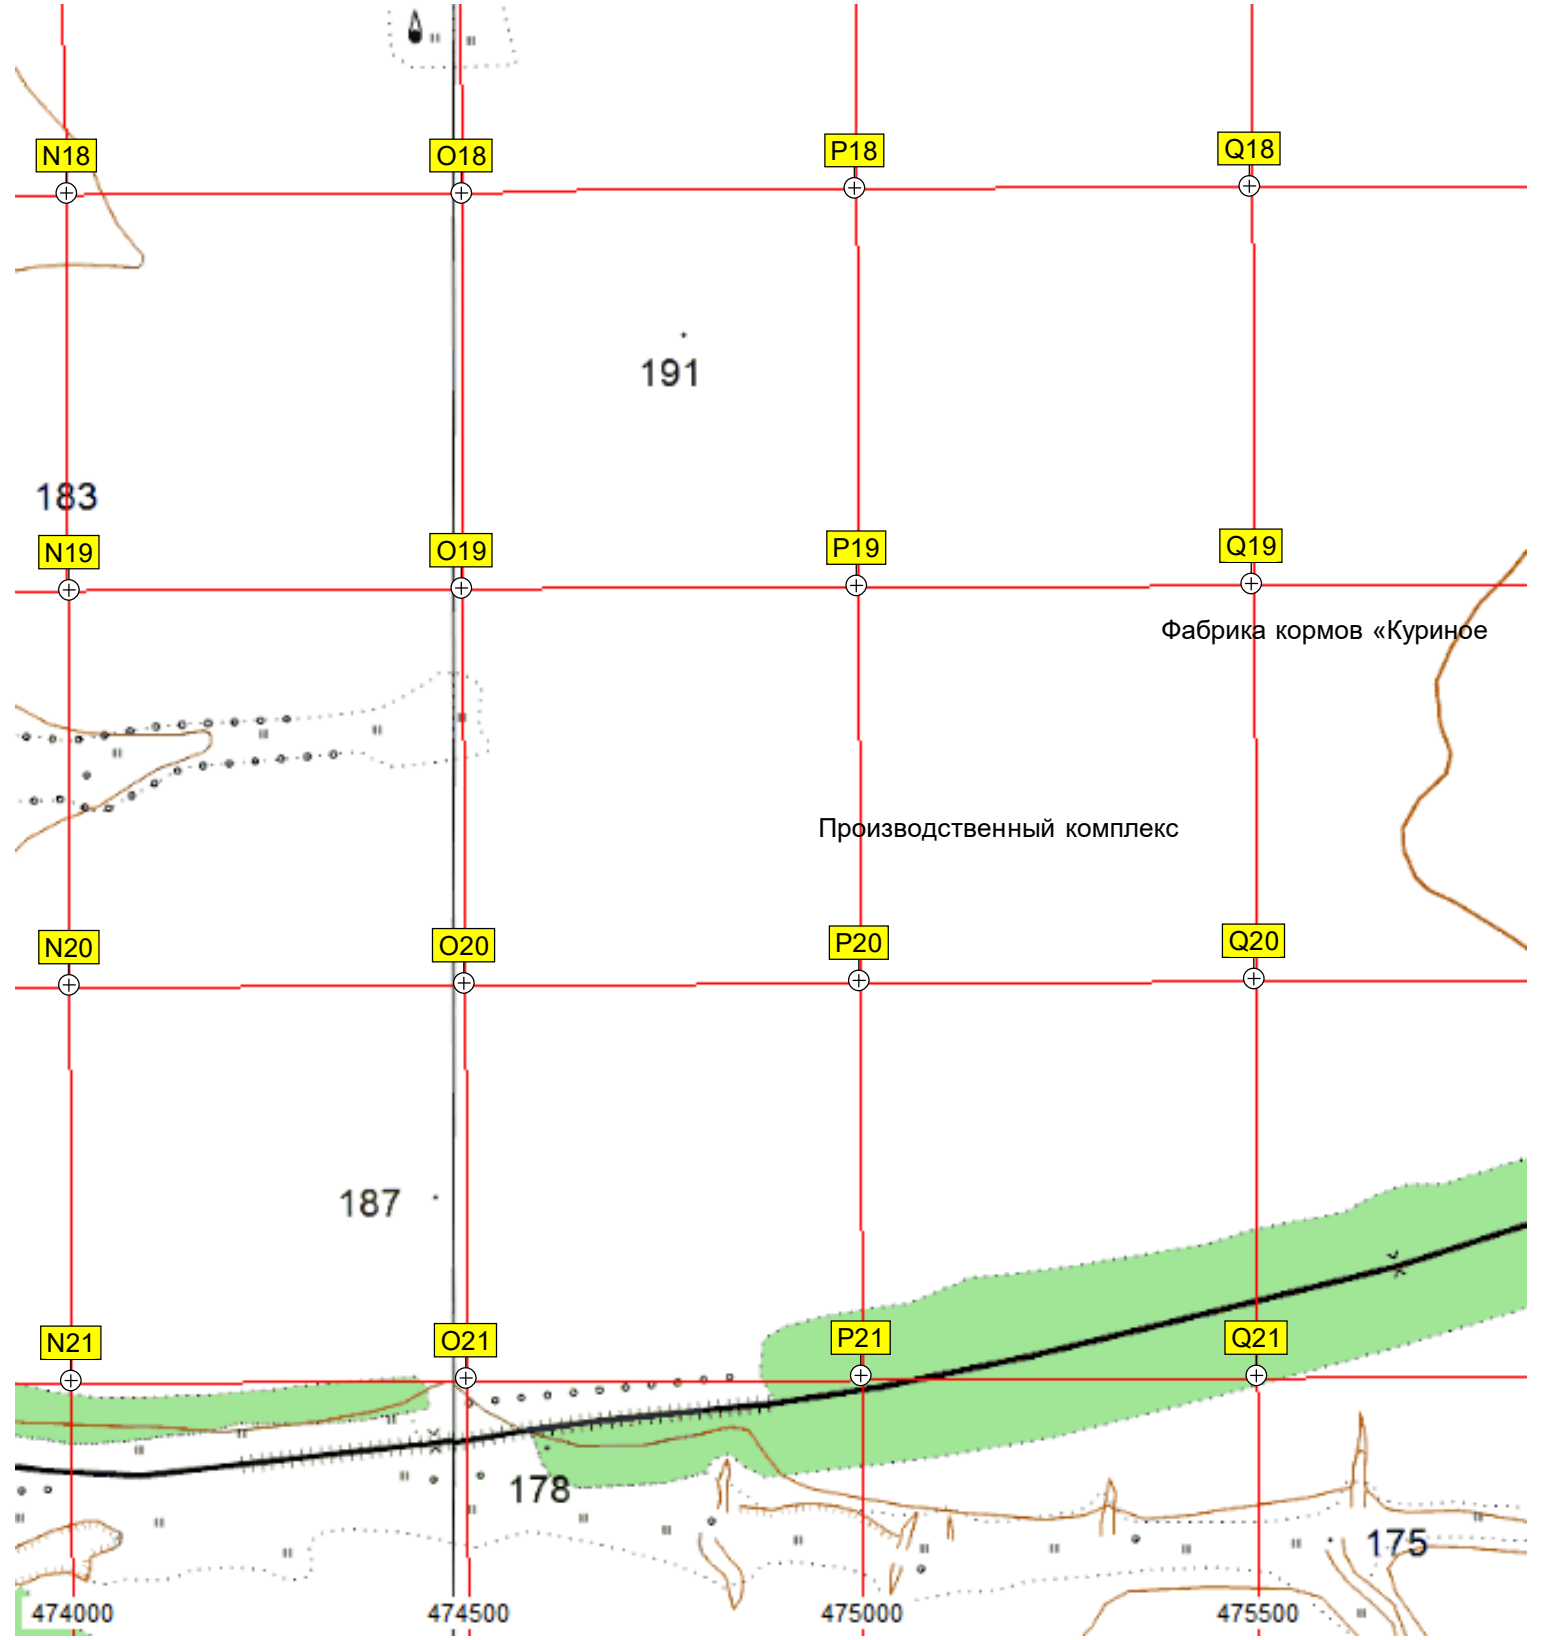 N18 O18 P18 Q18
191
183
N19 O19 P19 Q19
Фабрика кормов «Куриное
Производственный комплекс
N20 O20 P20 Q20
187
N21 O21 P21 Q21
178
175
474000 474500 475000 475500